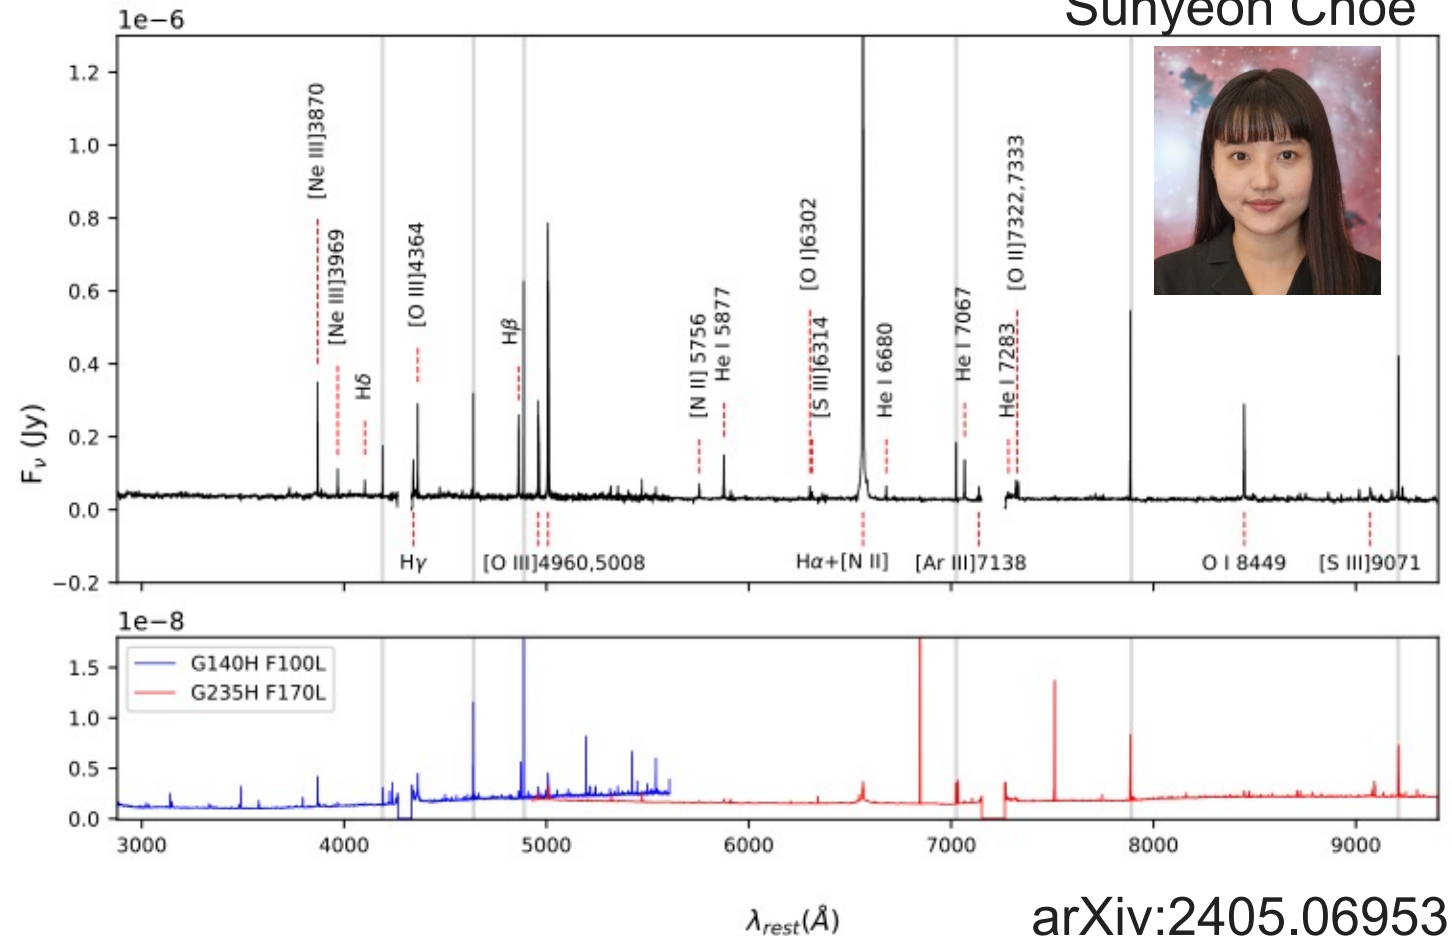 Sunyeon Choe
1e−6
1.2
1.0
0.8
0.6
0.4
0.2
0.0
−0.2
Fν (Jy)
[Ne III]3870
[Ne III]3969
Hδ
[O III]4364
Hβ
[N II] 5756
He I 5877
[O I]6302
[S III]6314
He I 6680
He I 7067
He I 7283
[O II]7322,7333
Hγ
[O III]4960,5008
Hα+[N II]
[Ar III]7138
O I 8449
[S III]9071
1e−8
G140H F100L
G235H F170L
1.5
1.0
0.5
0.0
3000 4000 5000 6000 7000 8000 9000
λrest(Å)
arXiv:2405.06953